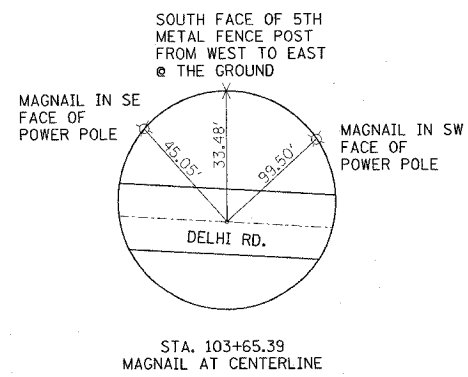 SOUTH FACE OF 5TH
METAL FENCE POST
FROM WEST TO EAST
@ THE GROUND
MAGNAIL IN SE
FACE OF
POWER POLE
MAGNAIL IN SW
FACE OF
POWER POLE
45.05'
33.48'
99.50'
DELHI RD.
STA. 103+65.39
MAGNAIL AT CENTERLINE